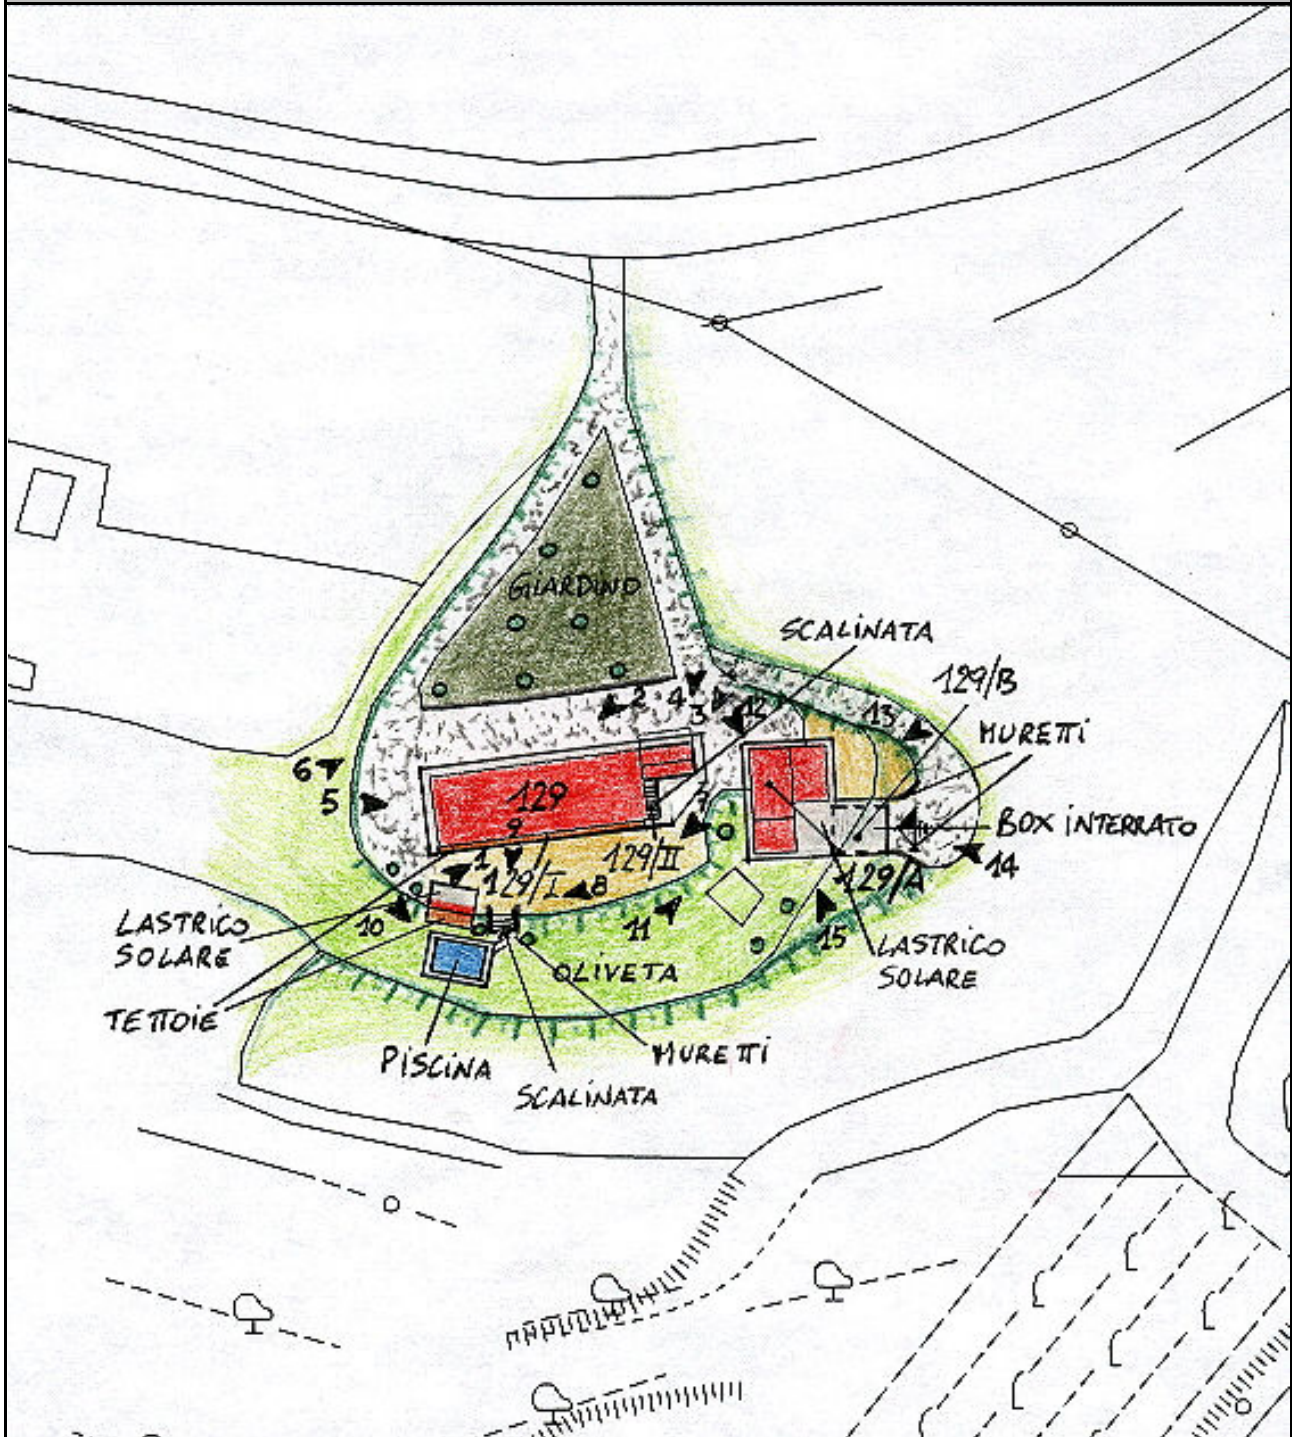 GIARDINO
SCALINATA
129/B
2
4
3
12
13
MURETTI
6
5
129
7
9
BOX INTERRATO
129/II
1
129/I
8
129/A
14
10
11
15
LASTRICO
SOLARE
LASTRICO
SOLARE
OLIVETA
TETTOIE
PISCINA
MURETTI
SCALINATA